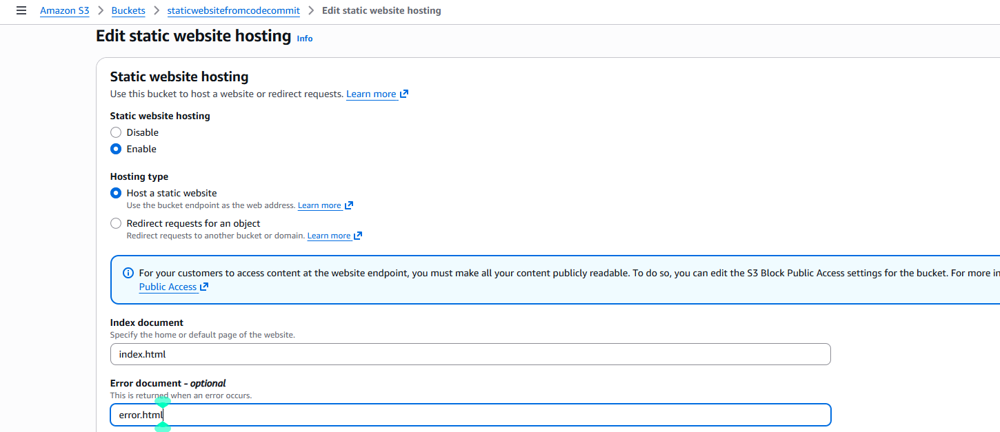 Amazon S3 > Buckets > staticwebsitefromcodecommit > Edit static website hosting
Edit static website hosting Info
Static website hosting
Use this bucket to host a website or redirect requests. Learn more
Static website hosting
Disable
Enable
Hosting type
Host a static website
Use the bucket endpoint as the web address. Learn more
Redirect requests for an object
Redirect requests to another bucket or domain. Learn more
For your customers to access content at the website endpoint, you must make all your content publicly readable. To do so, you can edit the S3 Block Public Access settings for the bucket. For more in
Public Access
Index document
Specify the home or default page of the website.
index.html
Error document - optional
This is returned when an error occurs.
error.html